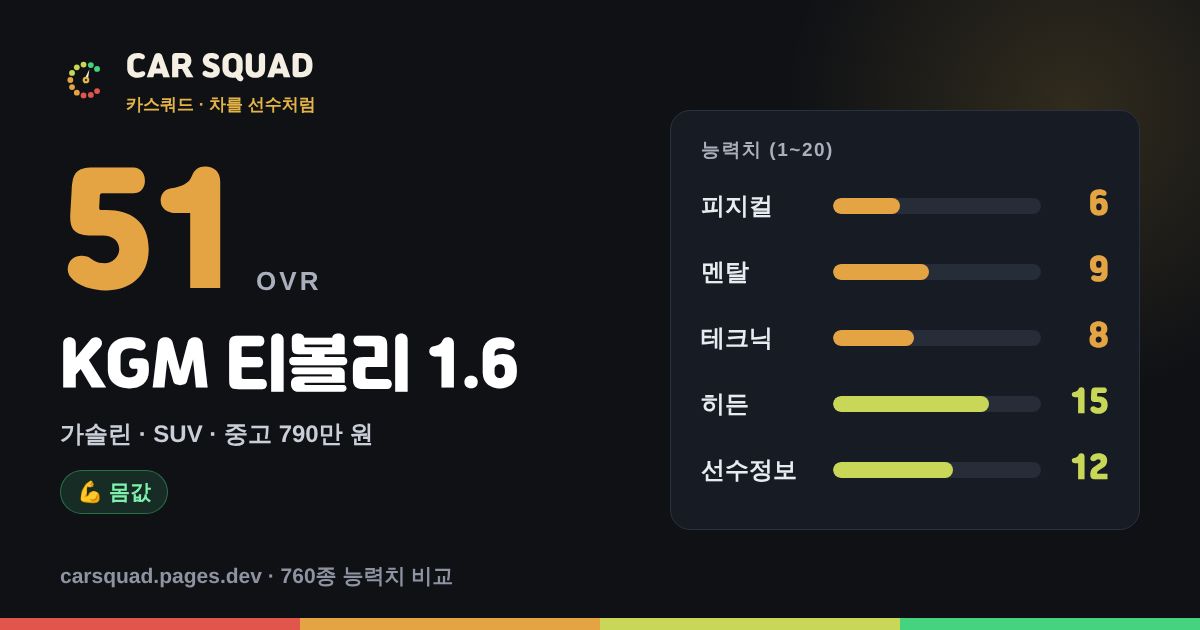 CAR SQUAD
카스쿼드 · 차를 선수처럼
51 OVR
KGM 티볼리 1.6
가솔린 · SUV · 중고 790만 원
💪 몸값
carsquad.pages.dev · 760종 능력치 비교
능력치 (1~20)
피지컬 6
멘탈 9
테크닉 8
히든 15
선수정보 12